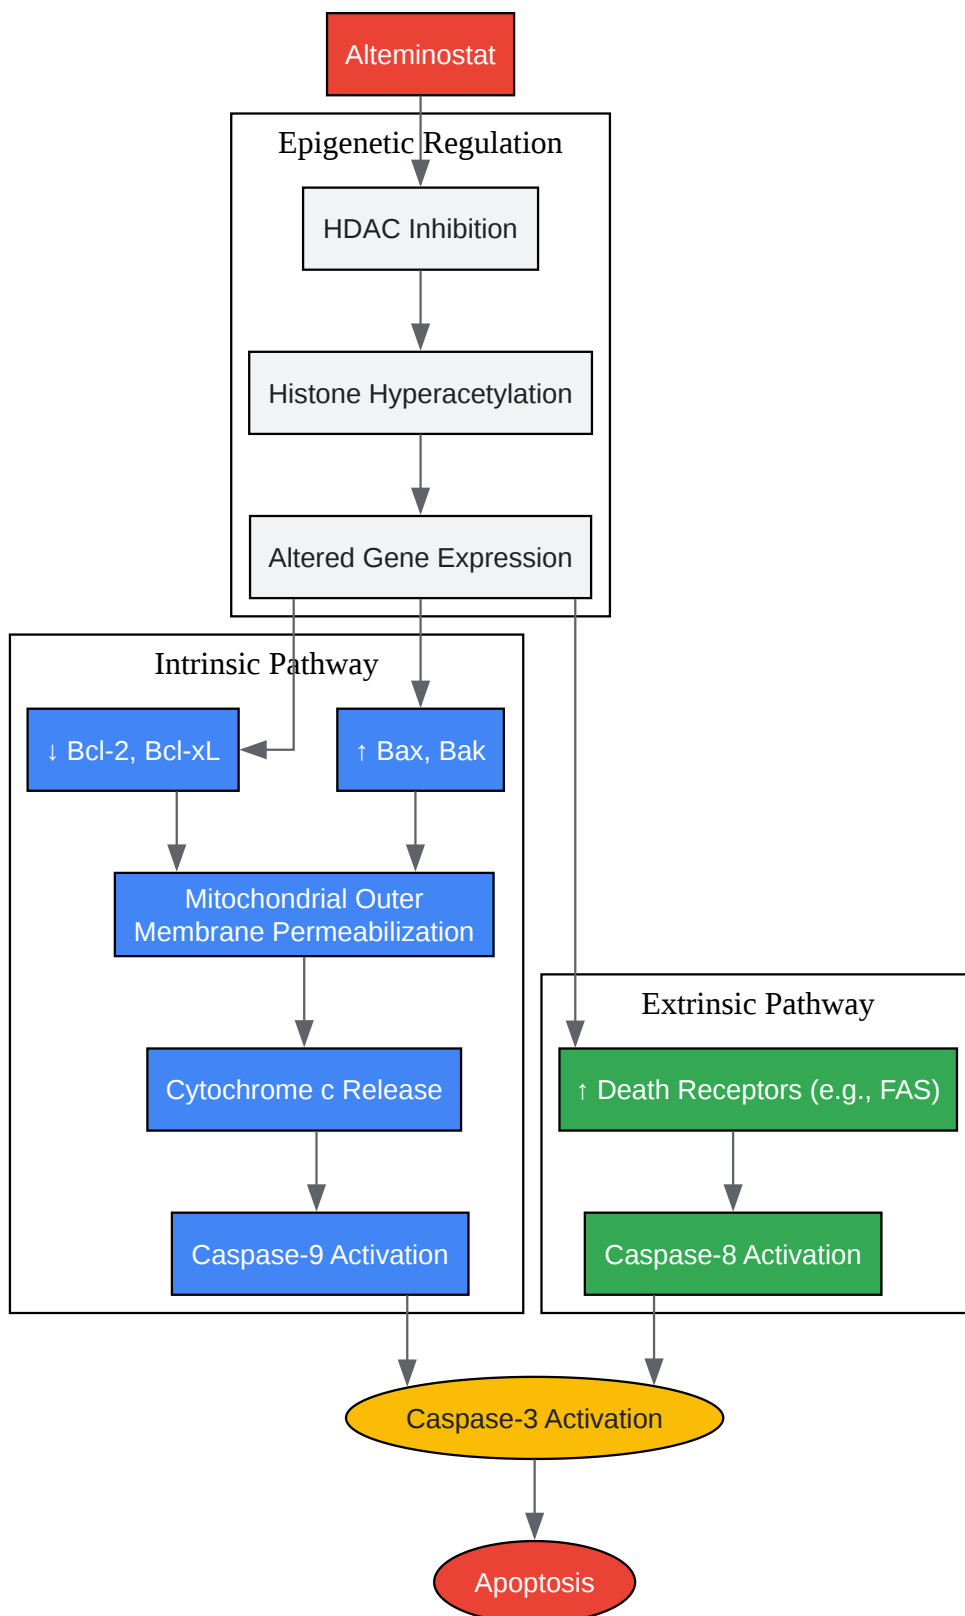 Alteminostat
Epigenetic Regulation
HDAC Inhibition
Histone Hyperacetylation
Altered Gene Expression
Intrinsic Pathway
↓ Bcl-2, Bcl-xL
↑ Bax, Bak
Mitochondrial Outer
Membrane Permeabilization
Cytochrome c Release
Caspase-9 Activation
Extrinsic Pathway
↑ Death Receptors (e.g., FAS)
Caspase-8 Activation
Caspase-3 Activation
Apoptosis